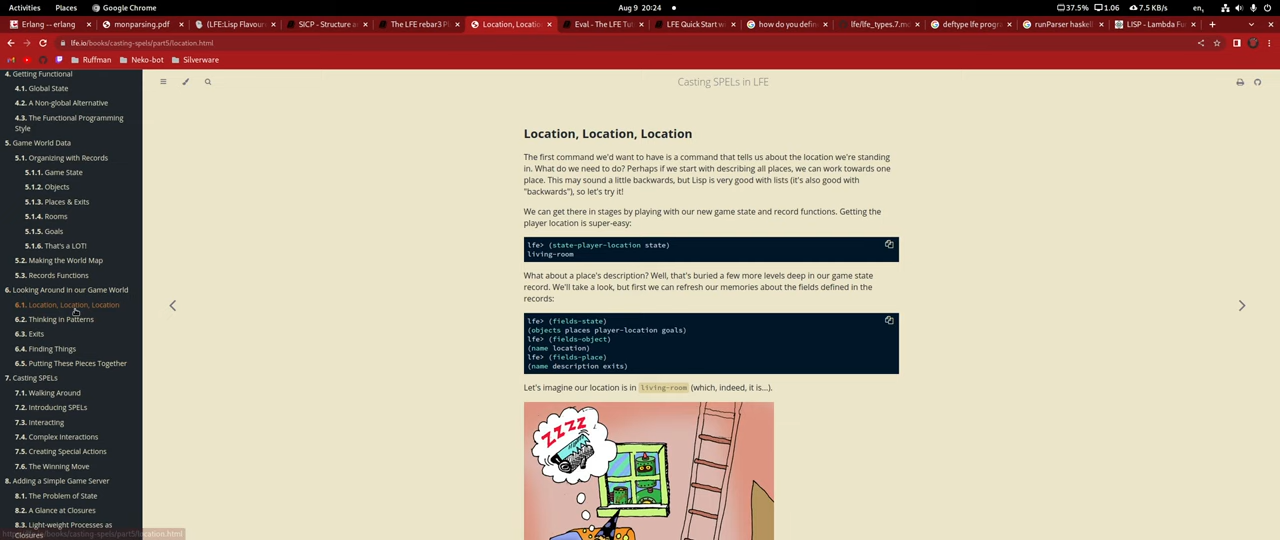 Activities
Places
Google Chrome
Aug 9 20:24
37.5%
1.06
7.5 KB/s
Erlang -- erlang
monparsing.pdf
(LFE:Lisp Flavour
SICP - Structure a
The LFE rebar3 Pl
Location, Location
Eval - The LFE Tut
LFE Quick Start w
how do you defin
lfe/lfe_types.7.mo
deftype lfe progra
runParser haskell
LISP - Lambda Fu
lfe.io/books/casting-spels/part5/location.html
Ruffman
Neko-bot
Silverware
4. Getting Functional
4.1. Global State
4.2. A Non-global Alternative
4.3. The Functional Programming
Style
5. Game World Data
5.1. Organizing with Records
5.1.1. Game State
5.1.2. Objects
5.1.3. Places & Exits
5.1.4. Rooms
5.1.5. Goals
5.1.6. That's a LOT!
5.2. Making the World Map
5.3. Records Functions
6. Looking Around in our Game World
6.1. Location, Location, Location
6.2. Thinking in Patterns
6.3. Exits
6.4. Finding Things
6.5. Putting These Pieces Together
7. Casting SPELs
7.1. Walking Around
7.2. Introducing SPELs
7.3. Interacting
7.4. Complex Interactions
7.5. Creating Special Actions
7.6. The Winning Move
8. Adding a Simple Game Server
8.1. The Problem of State
8.2. A Glance at Closures
8.3. Light-weight Processes as
Closures
https://lfe.io/books/casting-spels/part5/location.html
Casting SPELs in LFE
Location, Location, Location
The first command we'd want to have is a command that tells us about the location we're standing
in. What do we need to do? Perhaps if we start with describing all places, we can work towards one
place. This may sound a little backwards, but Lisp is very good with lists (it's also good with
"backwards"), so let's try it!
We can get there in stages by playing with our new game state and record functions. Getting the
player location is super-easy:
lfe> (state-player-location state)
living-room
What about a place's description? Well, that's buried a few more levels deep in our game state
record. We'll take a look, but first we can refresh our memories about the fields defined in the
records:
lfe> (fields-state)
(objects places player-location goals)
lfe> (fields-object)
(name location)
lfe> (fields-place)
(name description exits)
Let's imagine our location is in living-room (which, indeed, it is...).
ZZZZ